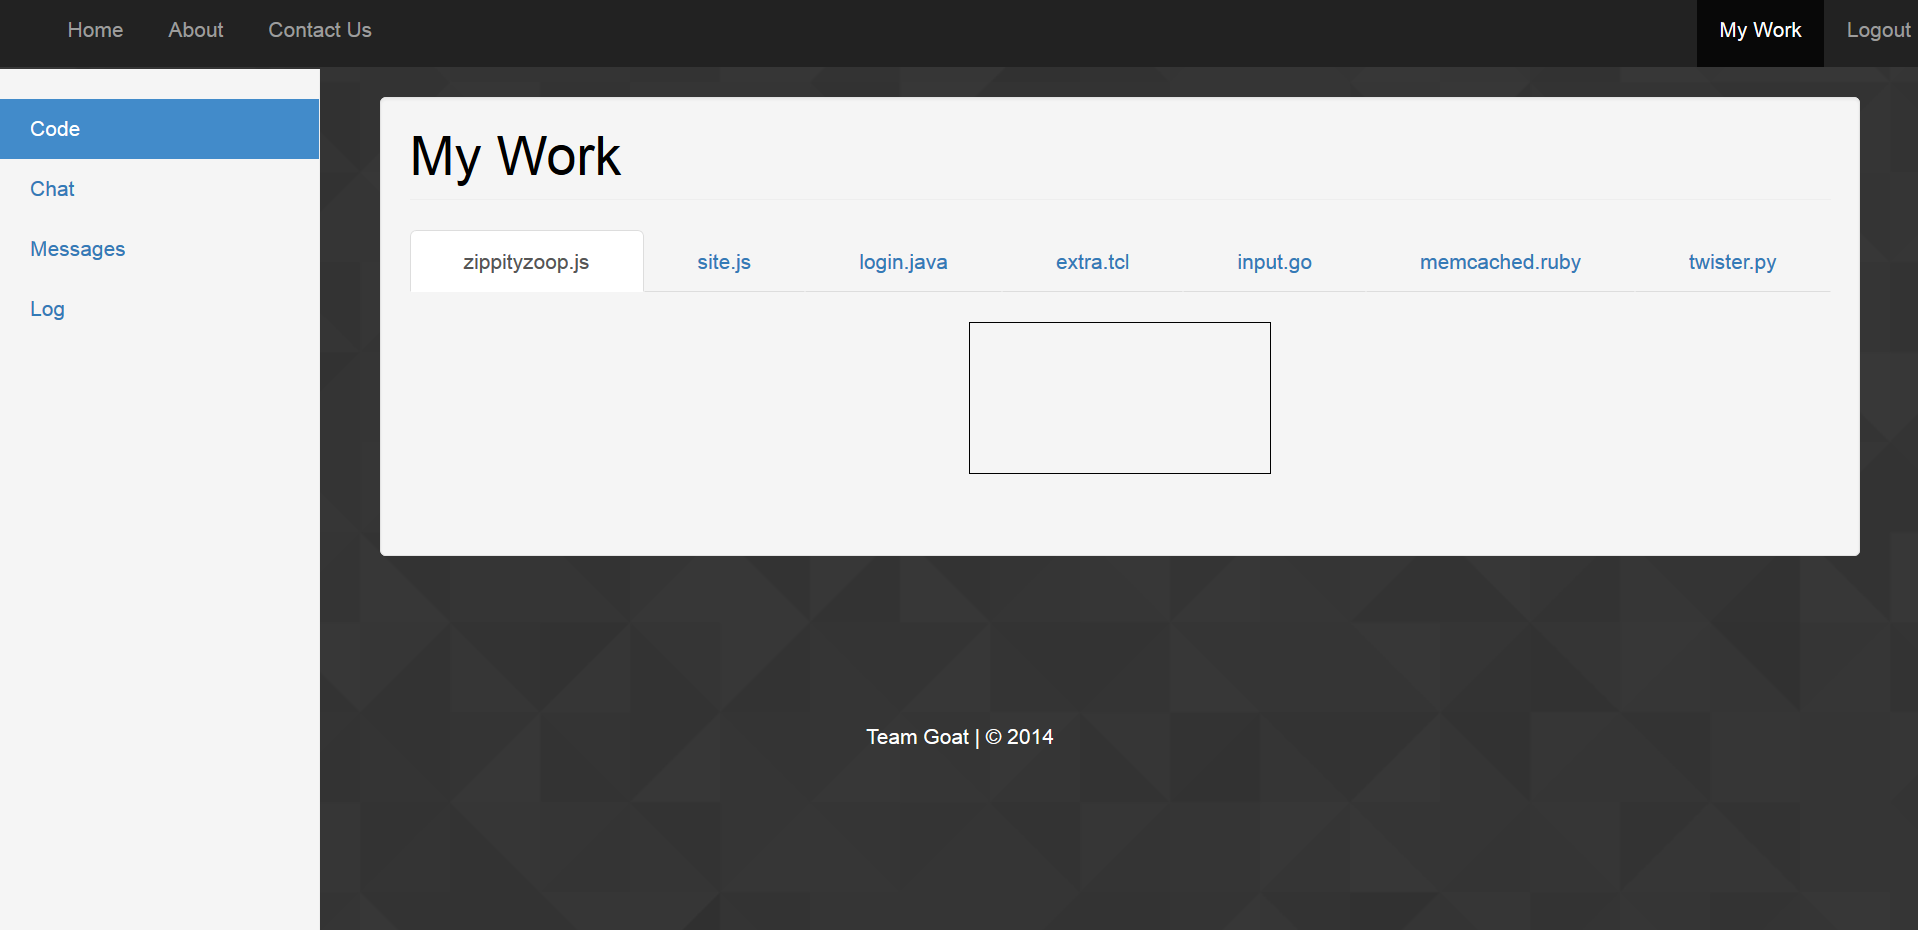 Home About Contact Us My Work Logout
Code
Chat
Messages
Log
My Work
zippityzoop.js site.js login.java extra.tcl input.go memcached.ruby twister.py
Team Goat | © 2014